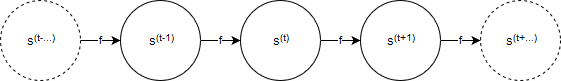 s(t-...) f s(t-1) f s(t) f s(t+1) f s(t+...)